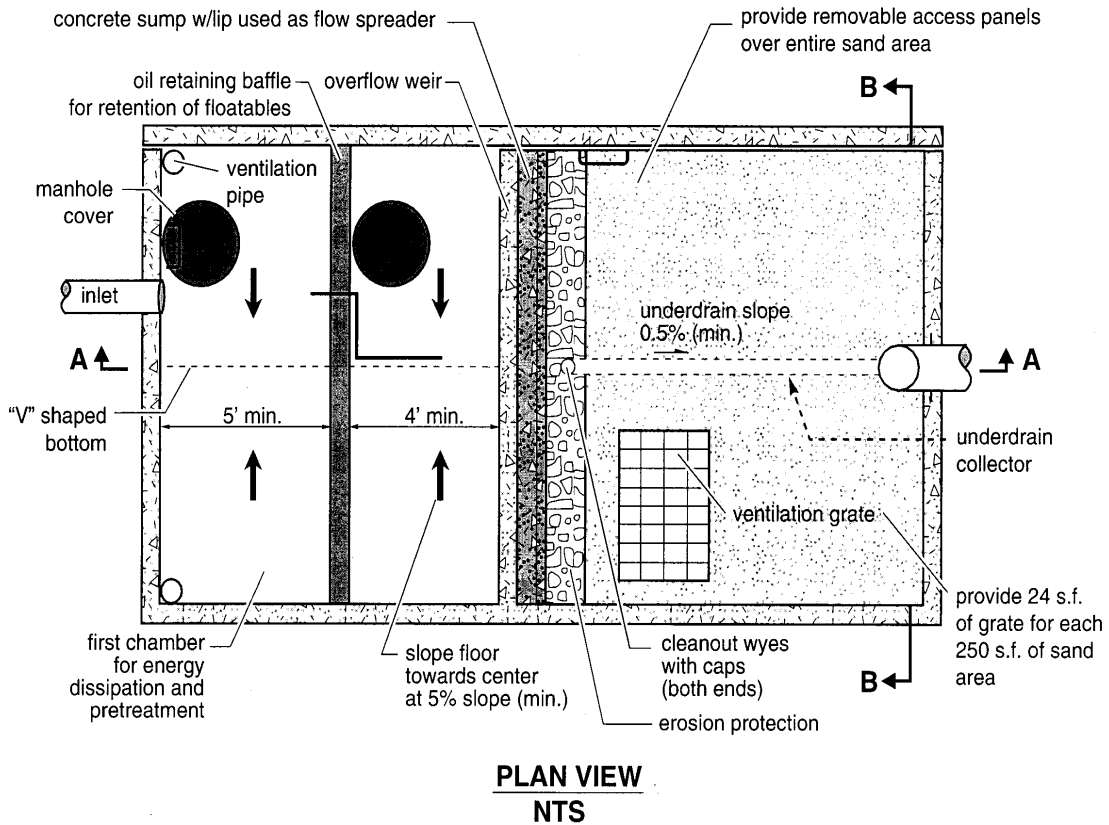 concrete sump w/lip used as flow spreader
provide removable access panels
over entire sand area
oil retaining baffle
for retention of floatables
overflow weir
B
ventilation
pipe
manhole
cover
inlet
underdrain slope
0.5% (min.)
A
A
"V" shaped
bottom
5' min.
4' min.
underdrain
collector
ventilation grate
provide 24 s.f.
of grate for each
250 s.f. of sand
area
first chamber
for energy
dissipation and
pretreatment
slope floor
towards center
at 5% slope (min.)
cleanout wyes
with caps
(both ends)
B
erosion protection
PLAN VIEW
NTS